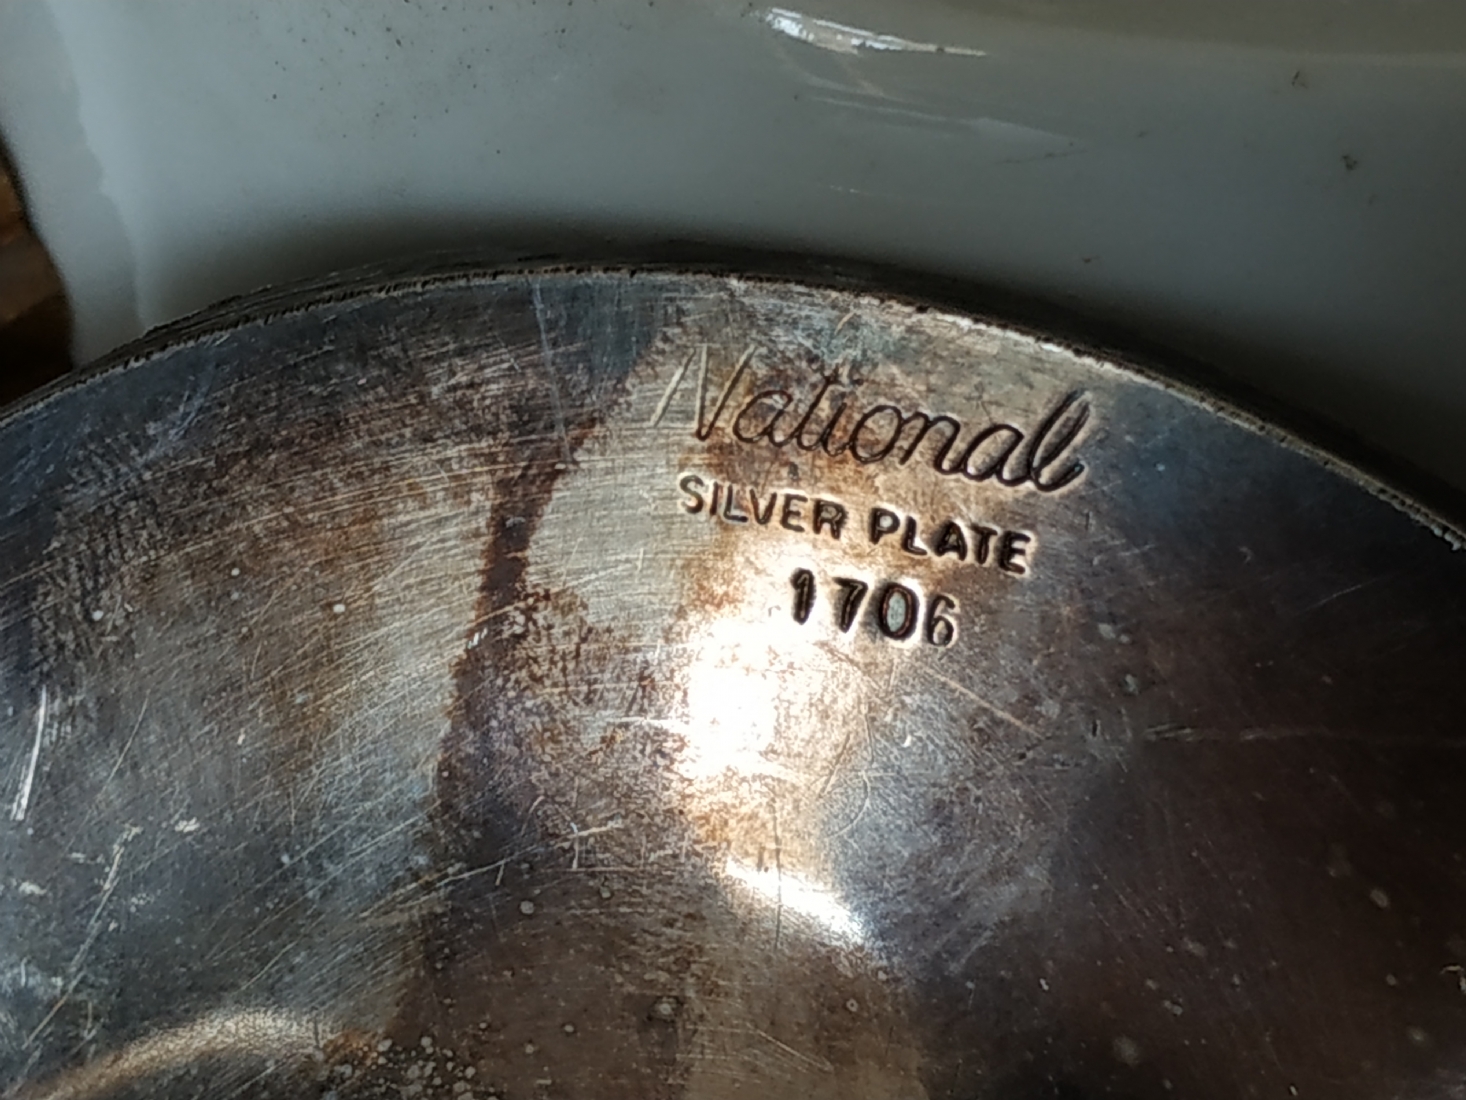 National
SILVER PLATE
1706